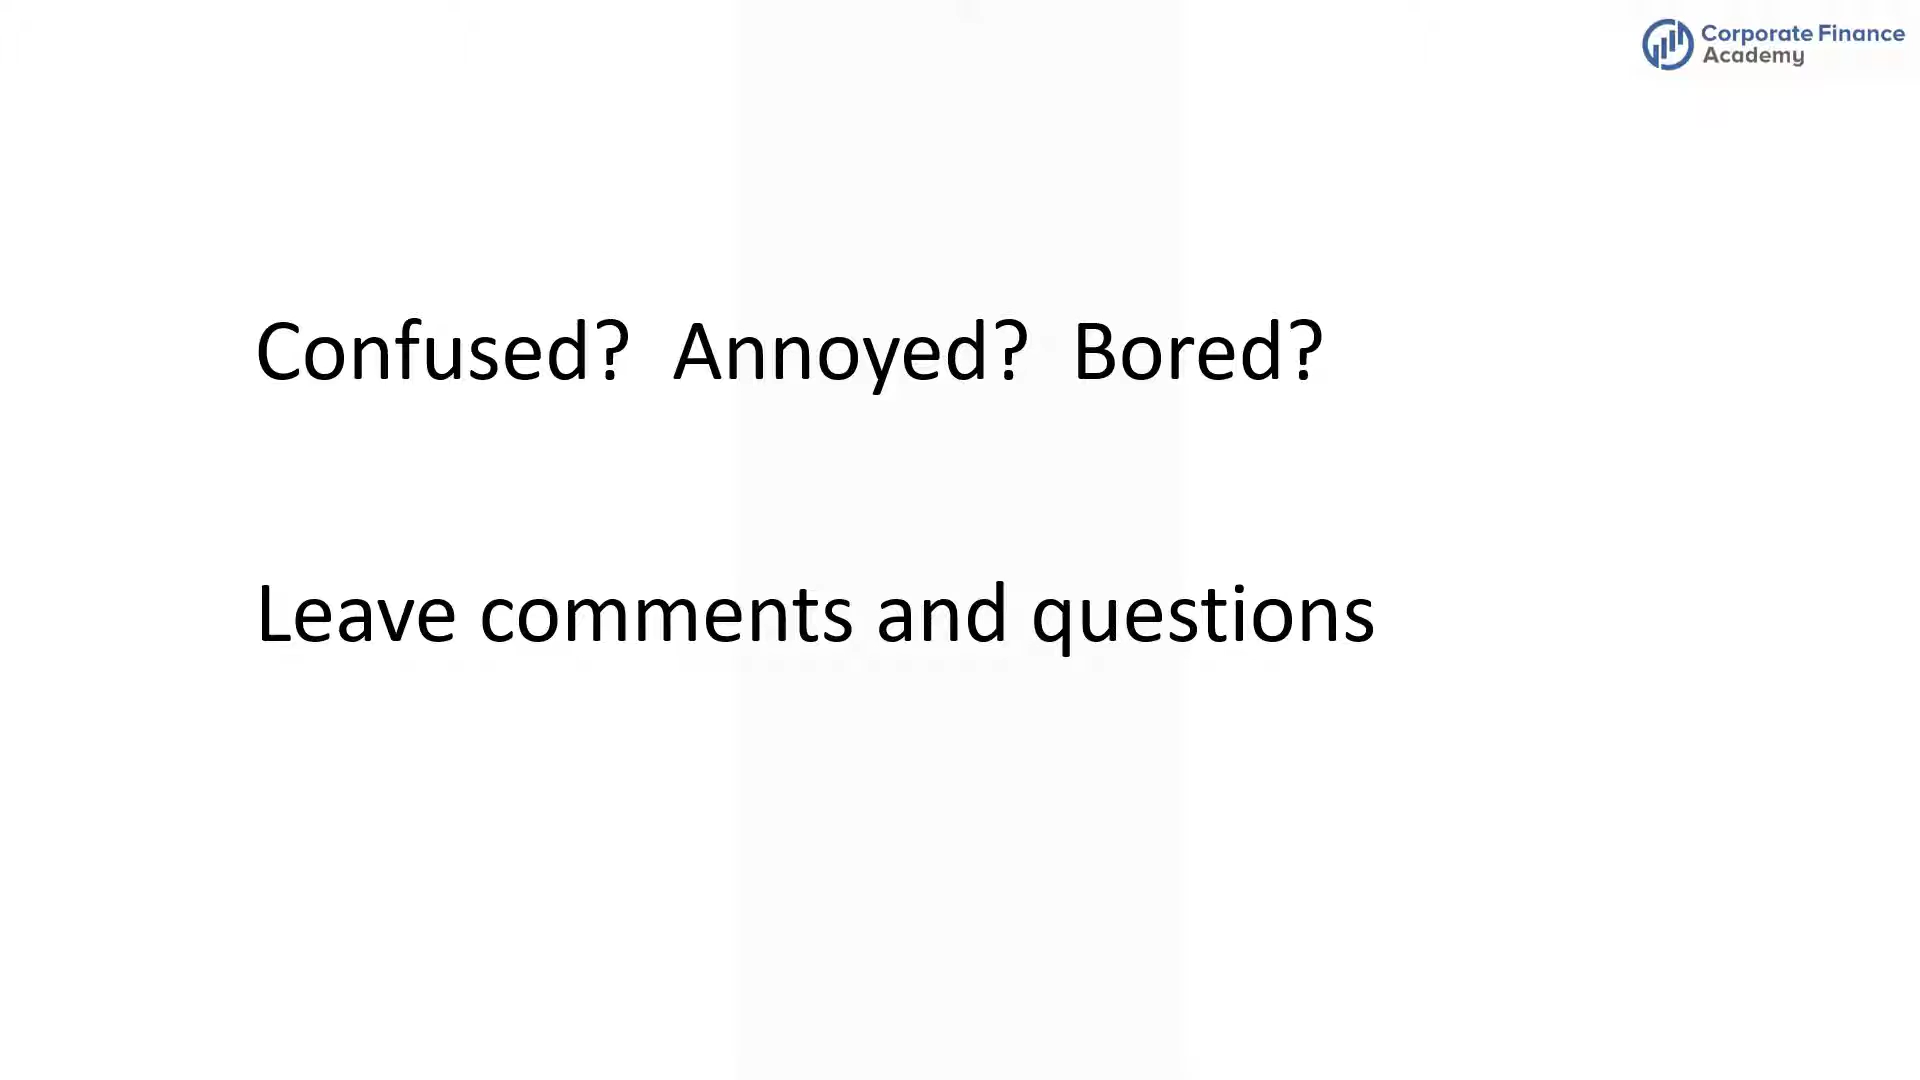 Corporate Finance
Academy
Confused?  Annoyed?  Bored?
Leave comments and questions